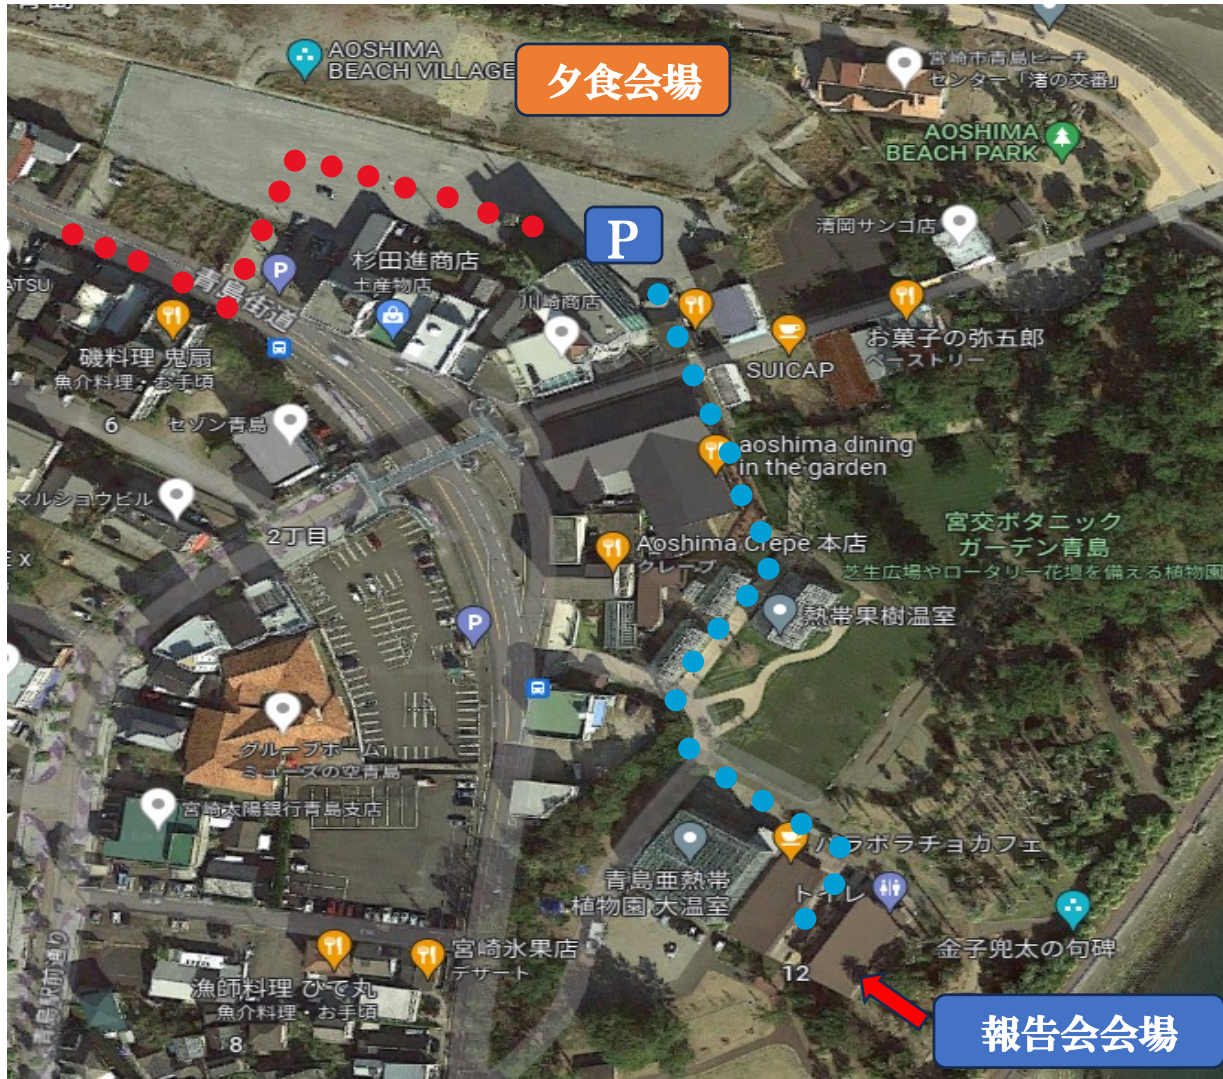 AOSHIMA
BEACH VILLAGE
夕食会場
宮崎市青島ビーチ
センター「渚の交番」
AOSHIMA
BEACH PARK
P
清岡サンゴ店
杉田進商店
土産物店
P
ATSU
青島街道
川崎商店
お菓子の弥五郎
ペーストリー
磯料理 鬼扇
魚介料理・お手頃
SUICAP
6
セゾン青島
aoshima dining
in the garden
マルショウビル
2丁目
宮交ボタニック
ガーデン青島
芝生広場やロータリー花壇を備える植物園
Aoshima Crepe 本店
クレープ
E x
熱帯果樹温室
P
グループホーム
ミューズの空青島
宮崎太陽銀行青島支店
パラボラチョカフェ
青島亜熱帯
植物園 大温室
トイレ
金子兜太の句碑
宮崎氷果店
デザート
12
漁師料理 ひで丸
魚介料理・お手頃
青島駅前通り
8
報告会会場